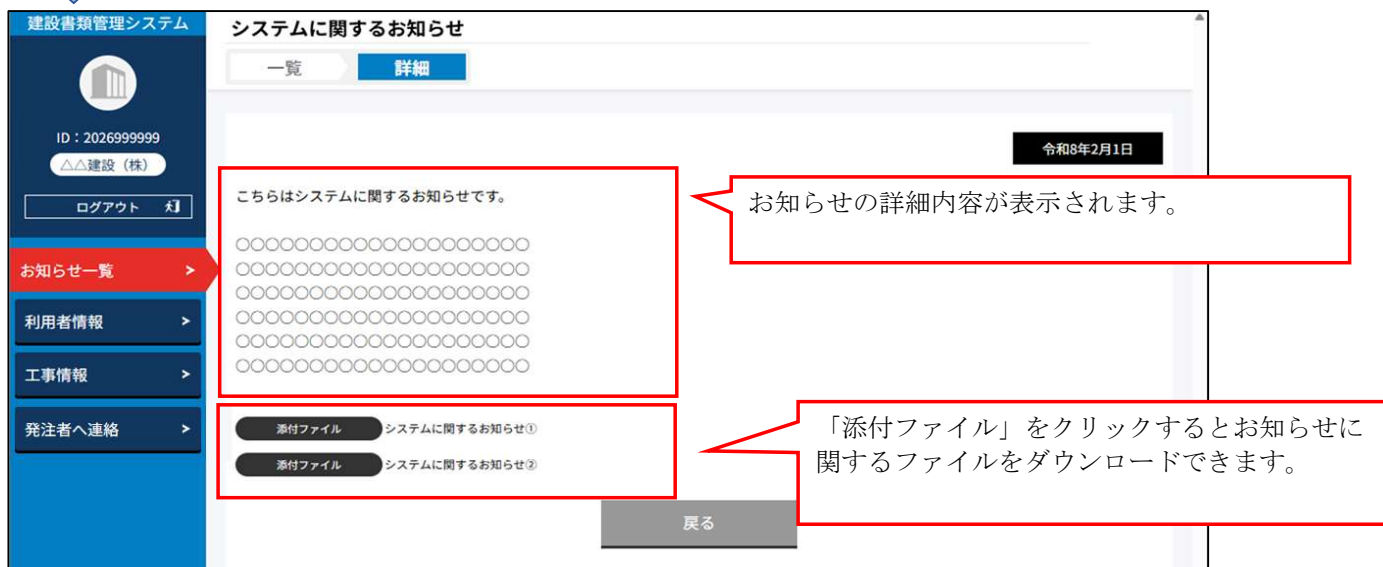 建設書類管理システム
ID：2026999999
△△建設（株）
ログアウト
お知らせ一覧 >
利用者情報 >
工事情報 >
発注者へ連絡 >
システムに関するお知らせ
一覧 詳細
令和8年2月1日
こちらはシステムに関するお知らせです。
○○○○○○○○○○○○○○○○○○○○
○○○○○○○○○○○○○○○○○○○○
○○○○○○○○○○○○○○○○○○○○
○○○○○○○○○○○○○○○○○○○○
○○○○○○○○○○○○○○○○○○○○
○○○○○○○○○○○○○○○○○○○○
お知らせの詳細内容が表示されます。
添付ファイル システムに関するお知らせ①
添付ファイル システムに関するお知らせ②
「添付ファイル」をクリックするとお知らせに
関するファイルをダウンロードできます。
戻る